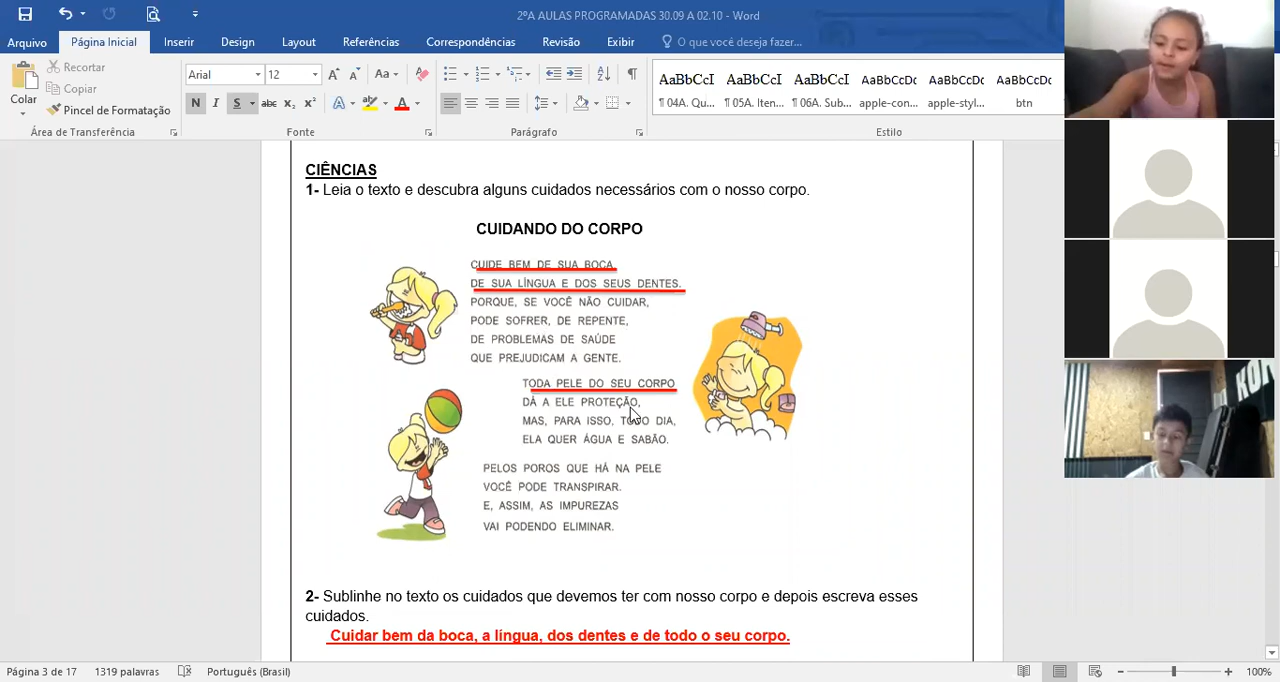 2ºA AULAS PROGRAMADAS 30.09 A 02.10 - Word
Arquivo Página Inicial Inserir Design Layout Referências Correspondências Revisão Exibir O que você deseja fazer...
Colar
Recortar
Copiar
Pincel de Formatação
Área de Transferência
Arial 12
N I S abc x₂ x²
Fonte
Parágrafo
AaBbCcI AaBbCcI AaBbCcI AaBbCcDc AaBbCcDc AaBbCcDc
¶ 04A. Qu... ¶ 05A. Iten... ¶ 06A. Sub... apple-con... apple-styl... btn
Estilo
CIÊNCIAS
1- Leia o texto e descubra alguns cuidados necessários com o nosso corpo.
CUIDANDO DO CORPO
CUIDE BEM DE SUA BOCA,
DE SUA LÍNGUA E DOS SEUS DENTES.
PORQUE, SE VOCÊ NÃO CUIDAR,
PODE SOFRER, DE REPENTE,
DE PROBLEMAS DE SAÚDE
QUE PREJUDICAM A GENTE.
TODA PELE DO SEU CORPO
DÁ A ELE PROTEÇÃO,
MAS, PARA ISSO, TODO DIA,
ELA QUER ÁGUA E SABÃO.
PELOS POROS QUE HÁ NA PELE
VOCÊ PODE TRANSPIRAR.
E, ASSIM, AS IMPUREZAS
VAI PODENDO ELIMINAR.
2- Sublinhe no texto os cuidados que devemos ter com nosso corpo e depois escreva esses
cuidados.
Cuidar bem da boca, a língua, dos dentes e de todo o seu corpo.
Página 3 de 17 1319 palavras Português (Brasil) 100%